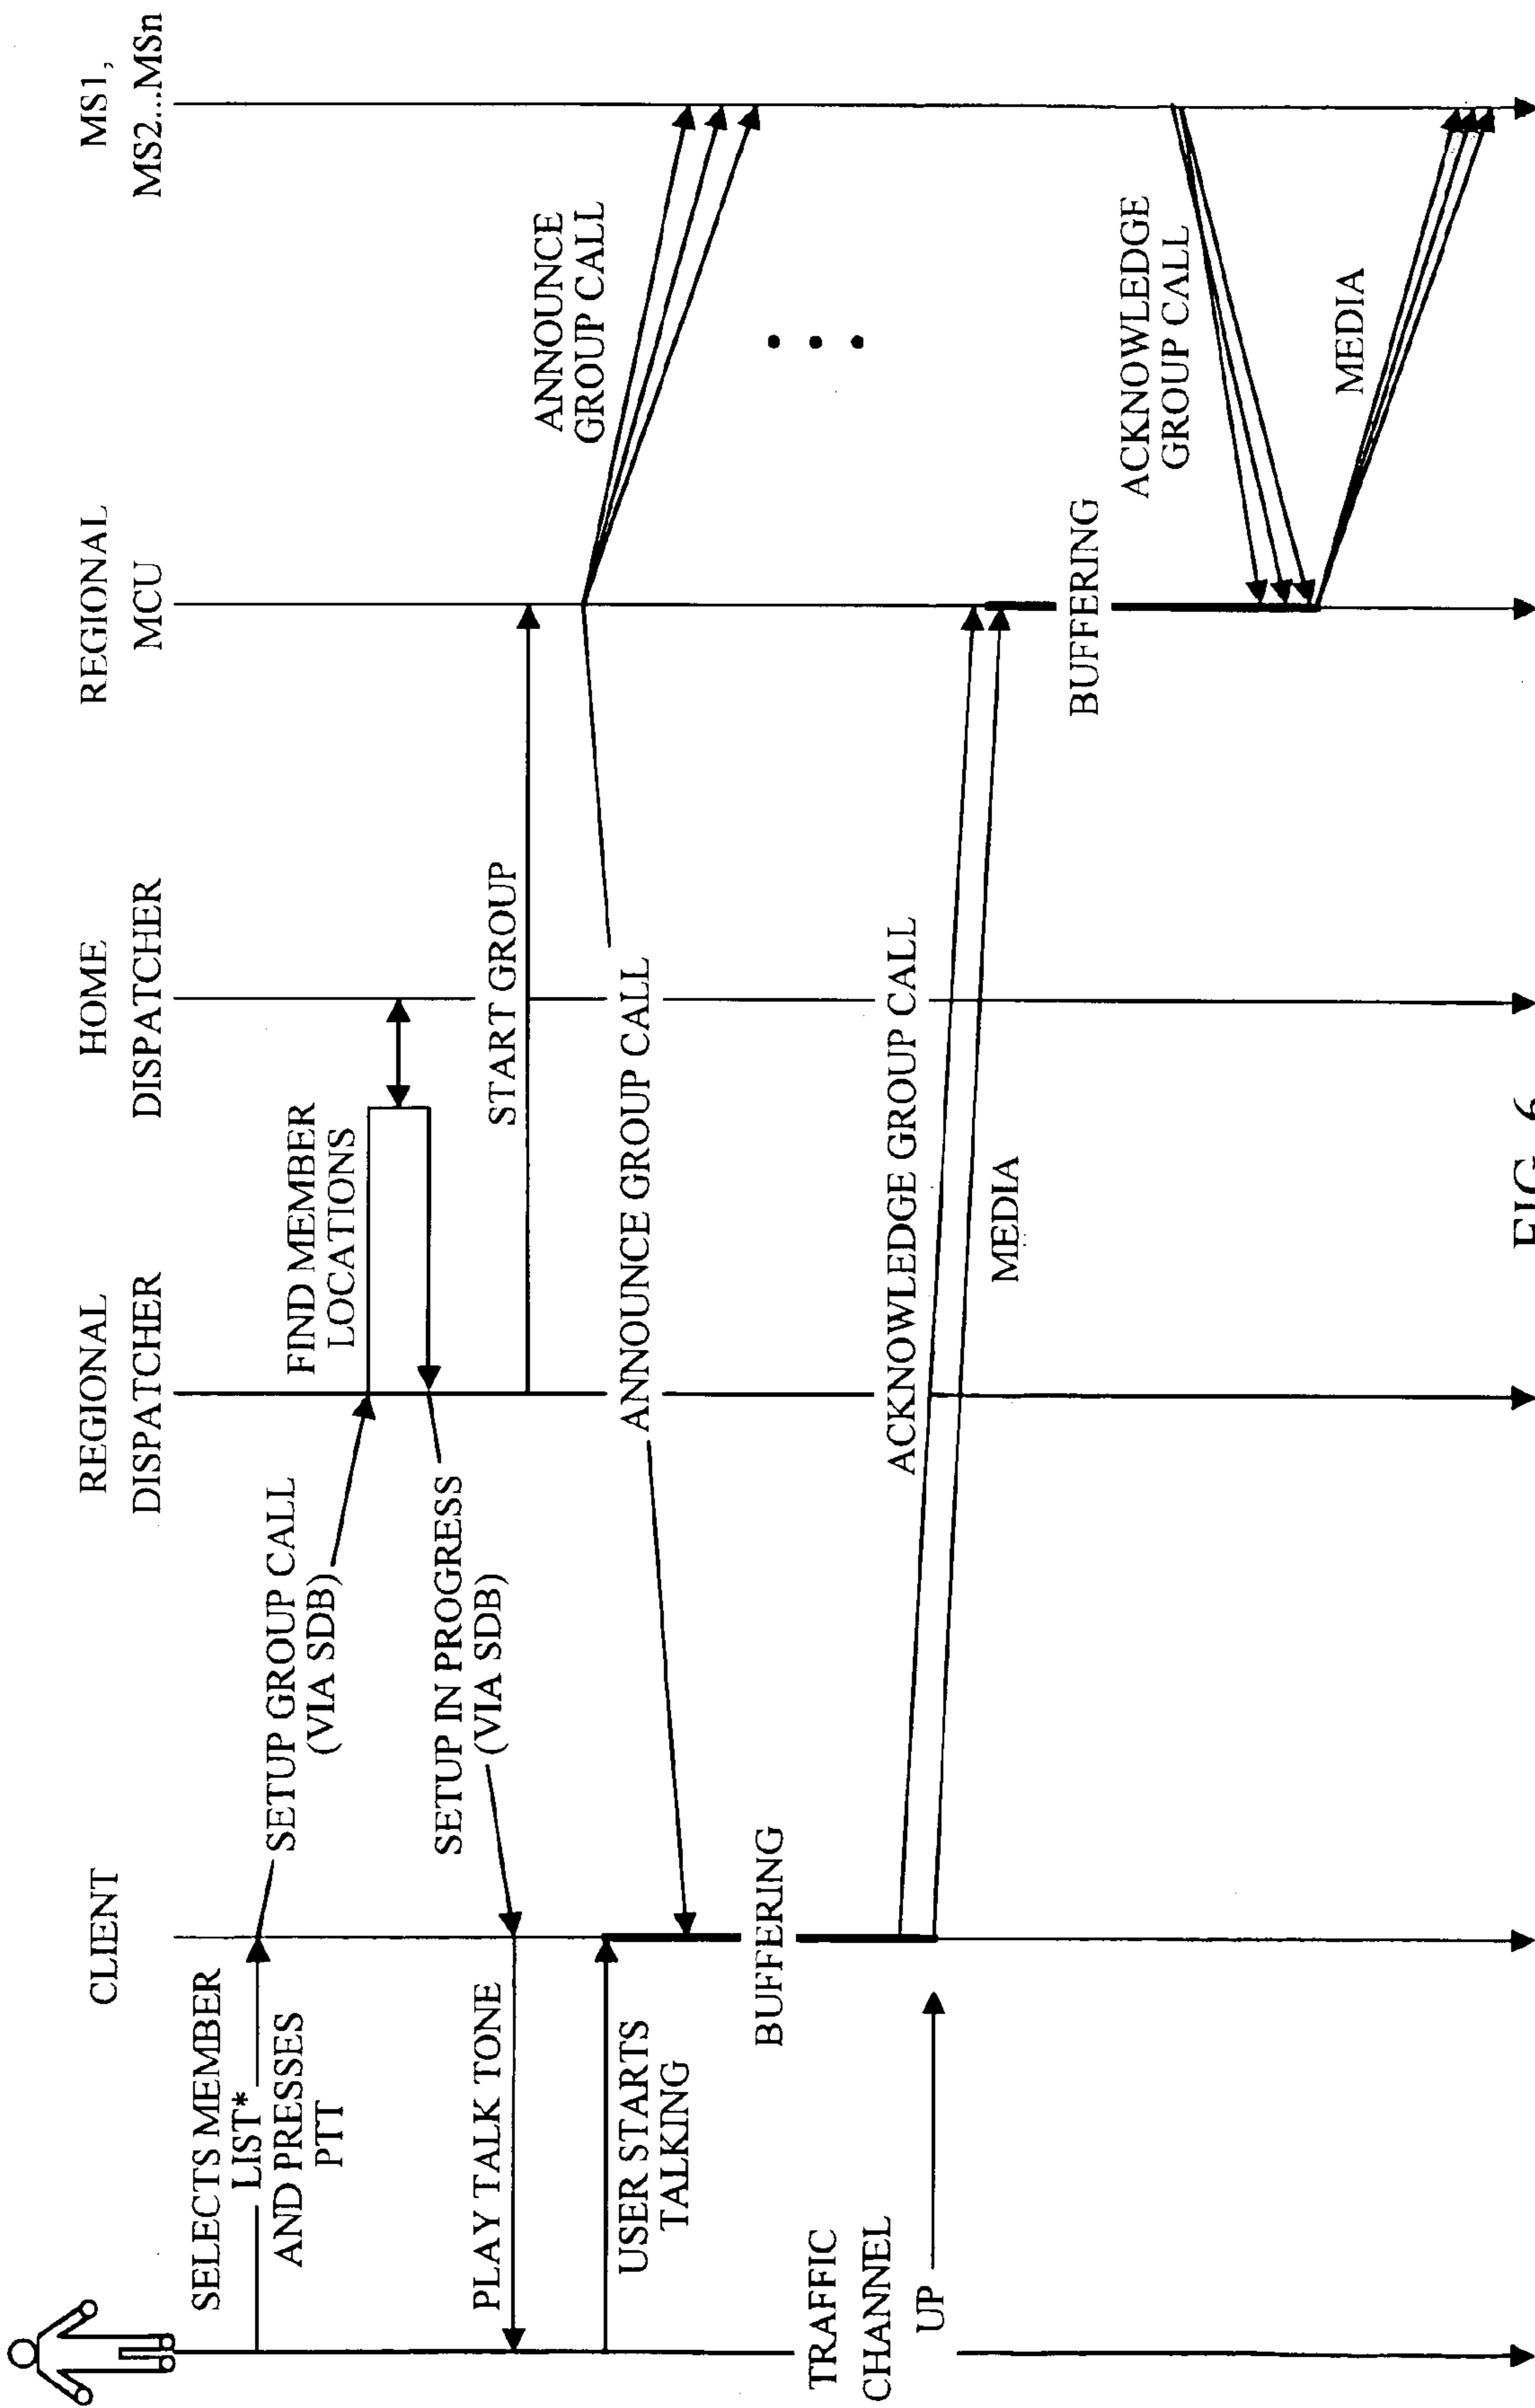 CLIENT
REGIONAL
DISPATCHER
HOME
DISPATCHER
REGIONAL
MCU
MS1,
MS2...MSn
SELECTS MEMBER
LIST*
AND PRESSES
PTT
SETUP GROUP CALL
(VIA SDB)
FIND MEMBER
LOCATIONS
SETUP IN PROGRESS
(VIA SDB)
PLAY TALK TONE
START GROUP
ANNOUNCE
GROUP CALL
USER STARTS
TALKING
ANNOUNCE GROUP CALL
BUFFERING
TRAFFIC
CHANNEL
UP
ACKNOWLEDGE GROUP CALL
MEDIA
BUFFERING
ACKNOWLEDGE
GROUP CALL
MEDIA
FIG. 6